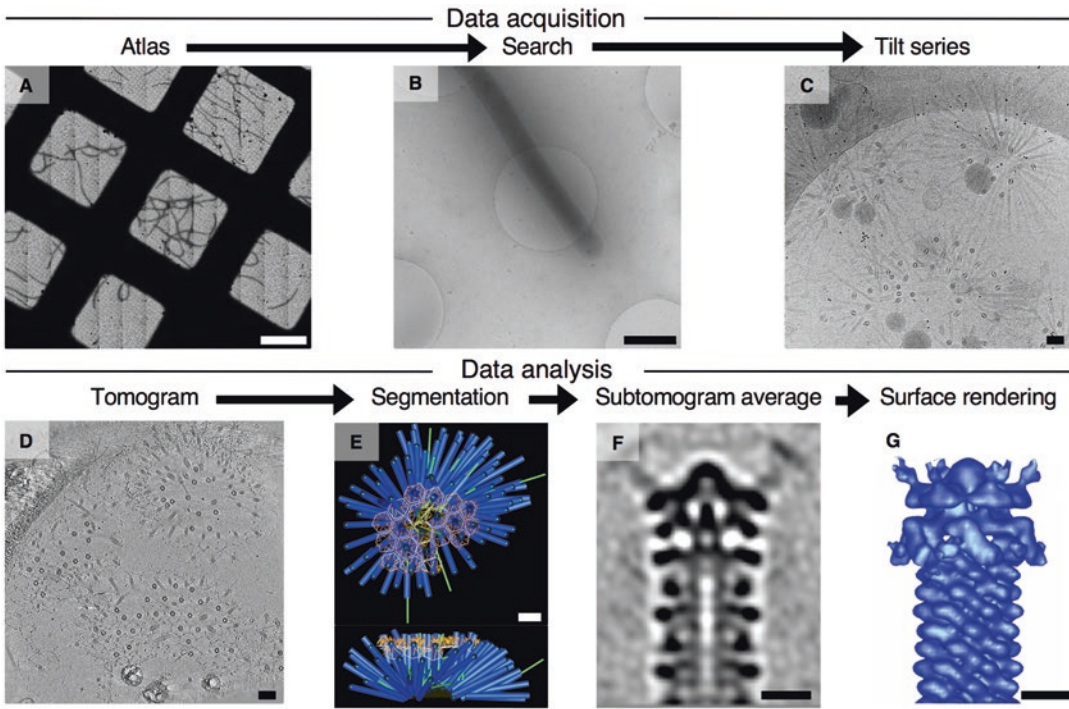 Data acquisition
Atlas Search Tilt series
A B C
Data analysis
Tomogram Segmentation Subtomogram average Surface rendering
D E F G